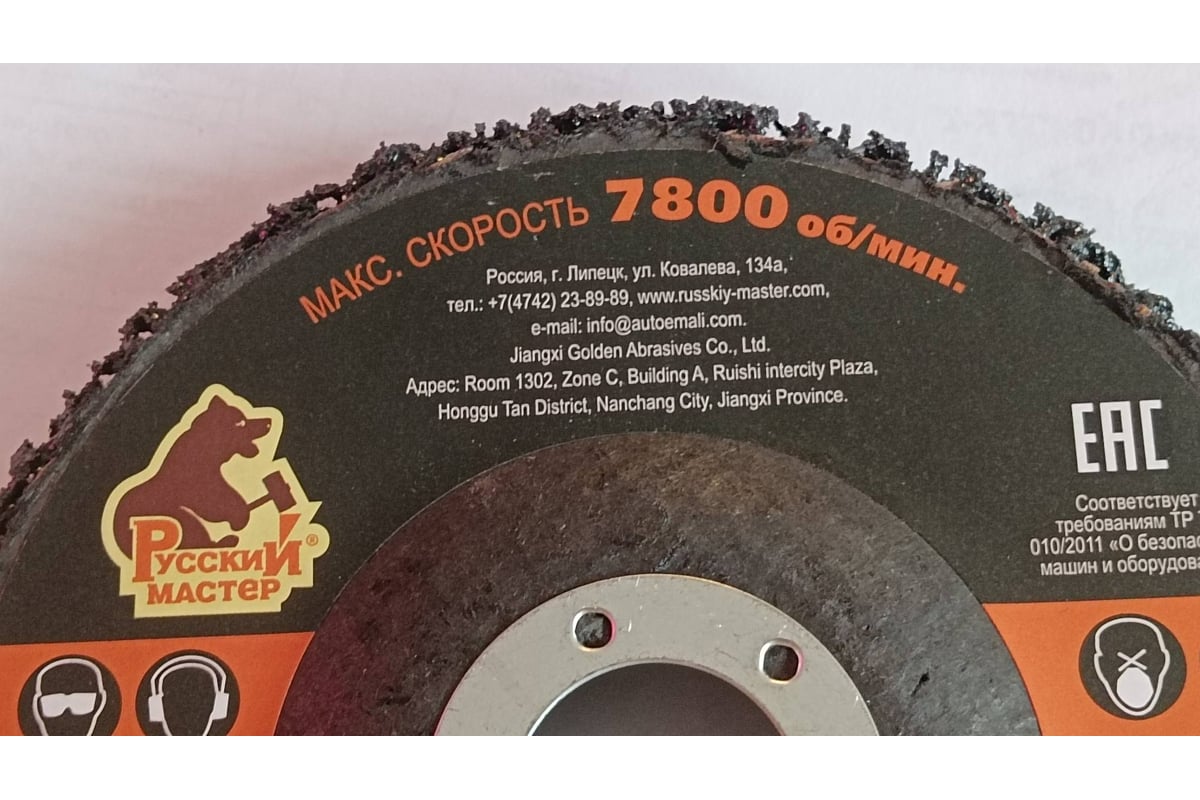 МАКС. СКОРОСТЬ 7800 об/мин.
Россия, г. Липецк, ул. Ковалева, 134а,
тел.: +7(4742) 23-89-89, www.russkiy-master.com,
e-mail: info@autoemali.com.
Jiangxi Golden Abrasives Co., Ltd.
Адрес: Room 1302, Zone C, Building A, Ruishi intercity Plaza,
Honggu Tan District, Nanchang City, Jiangxi Province.
РУССКИЙ ®
МАСТЕР
EAC
Соответствует
требованиям ТР
010/2011 «О
машин и